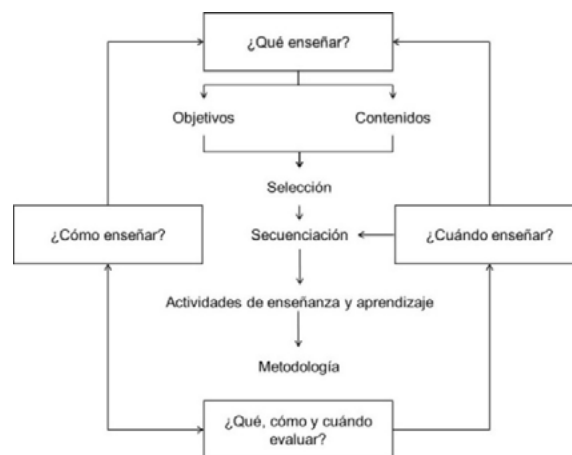 ¿Qué enseñar?
Objetivos
Contenidos
Selección
¿Cómo enseñar?
Secuenciación
¿Cuándo enseñar?
Actividades de enseñanza y aprendizaje
Metodología
¿Qué, cómo y cuándo
evaluar?